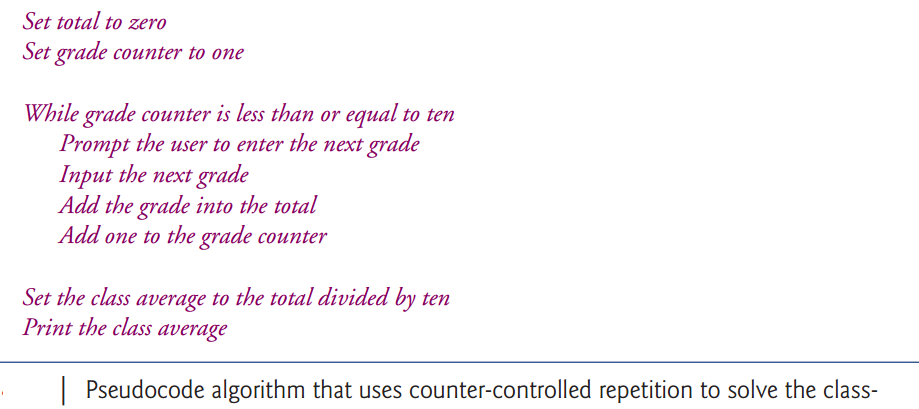 Set total to zero
Set grade counter to one
While grade counter is less than or equal to ten
Prompt the user to enter the next grade
Input the next grade
Add the grade into the total
Add one to the grade counter
Set the class average to the total divided by ten
Print the class average
Pseudocode algorithm that uses counter-controlled repetition to solve the class-